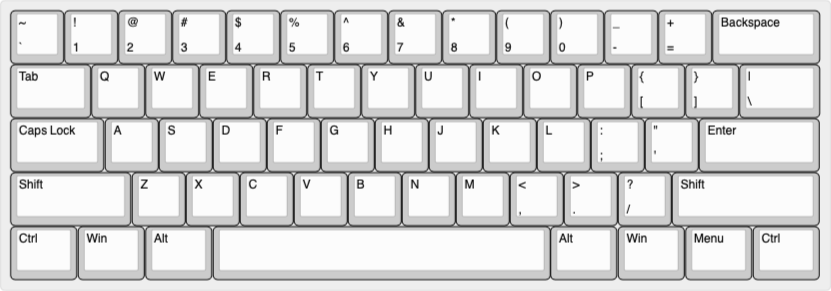 ~ ! @ # $ % ^ & * ( ) _ + Backspace
` 1 2 3 4 5 6 7 8 9 0 - =
Tab Q W E R T Y U I O P { } |
[ ] \
Caps Lock A S D F G H J K L : " Enter
; '
Shift Z X C V B N M < > ? Shift
, . /
Ctrl Win Alt Alt Win Menu Ctrl